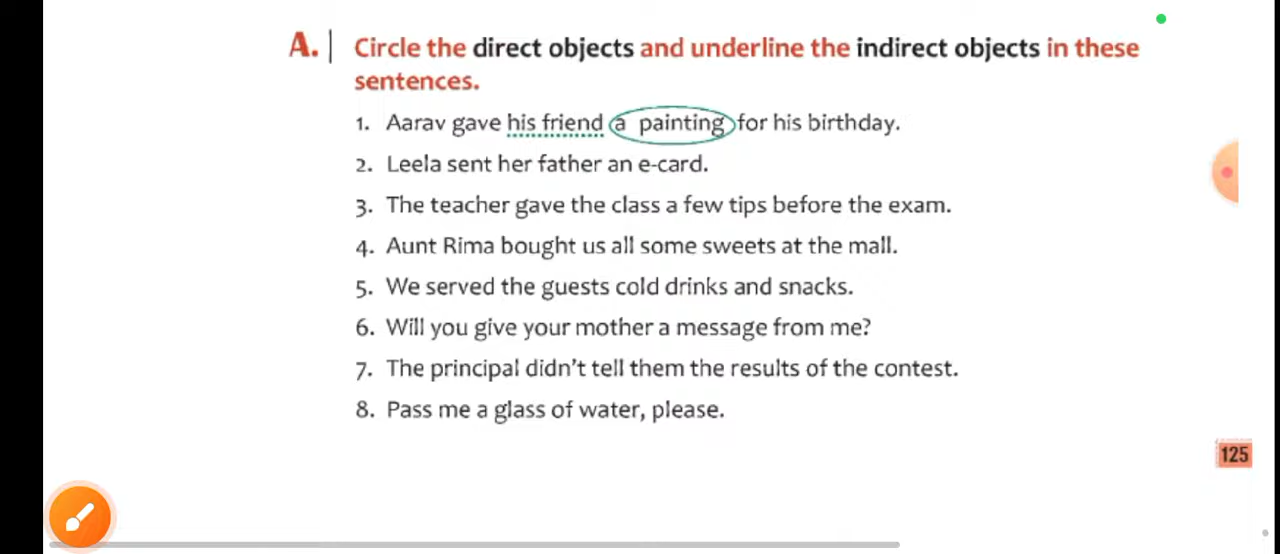 A. Circle the direct objects and underline the indirect objects in these
sentences.
1. Aarav gave his friend a painting for his birthday.
2. Leela sent her father an e-card.
3. The teacher gave the class a few tips before the exam.
4. Aunt Rima bought us all some sweets at the mall.
5. We served the guests cold drinks and snacks.
6. Will you give your mother a message from me?
7. The principal didn't tell them the results of the contest.
8. Pass me a glass of water, please.
125